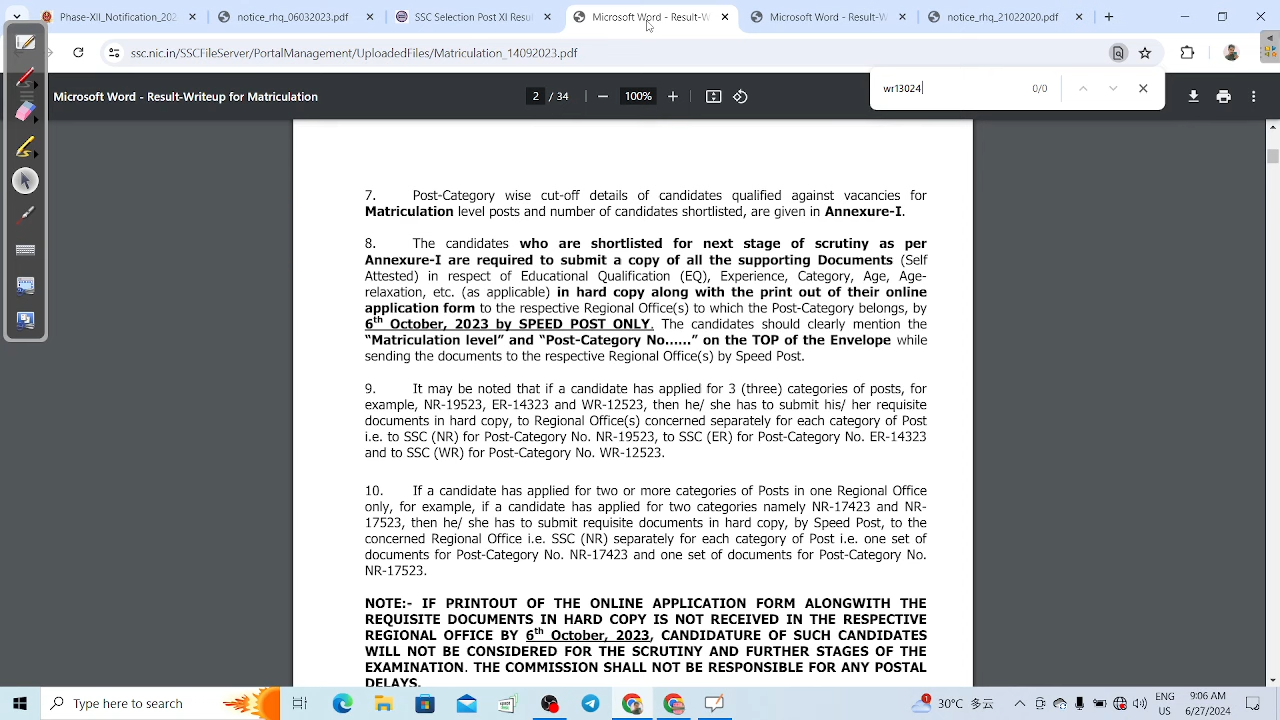 Phase-XI_Notification_202
notice_rhq_06092023.pdf
SSC Selection Post XI Result
Microsoft Word - Result-W
Microsoft Word - Result-W
notice_rhq_21022020.pdf
ssc.nic.in/SSCFileServer/PortalManagement/UploadedFiles/Matriculation_14092023.pdf
wr13024
0/0
Microsoft Word - Result-Writeup for Matriculation
2 / 34
100%
7. Post-Category wise cut-off details of candidates qualified against vacancies for
Matriculation level posts and number of candidates shortlisted, are given in Annexure-I.
8. The candidates who are shortlisted for next stage of scrutiny as per
Annexure-I are required to submit a copy of all the supporting Documents (Self
Attested) in respect of Educational Qualification (EQ), Experience, Category, Age, Age-
relaxation, etc. (as applicable) in hard copy along with the print out of their online
application form to the respective Regional Office(s) to which the Post-Category belongs, by
6th October, 2023 by SPEED POST ONLY. The candidates should clearly mention the
“Matriculation level” and “Post-Category No......” on the TOP of the Envelope while
sending the documents to the respective Regional Office(s) by Speed Post.
9. It may be noted that if a candidate has applied for 3 (three) categories of posts, for
example, NR-19523, ER-14323 and WR-12523, then he/ she has to submit his/ her requisite
documents in hard copy, to Regional Office(s) concerned separately for each category of Post
i.e. to SSC (NR) for Post-Category No. NR-19523, to SSC (ER) for Post-Category No. ER-14323
and to SSC (WR) for Post-Category No. WR-12523.
10. If a candidate has applied for two or more categories of Posts in one Regional Office
only, for example, if a candidate has applied for two categories namely NR-17423 and NR-
17523, then he/ she has to submit requisite documents in hard copy, by Speed Post, to the
concerned Regional Office i.e. SSC (NR) separately for each category of Post i.e. one set of
documents for Post-Category No. NR-17423 and one set of documents for Post-Category No.
NR-17523.
NOTE:- IF PRINTOUT OF THE ONLINE APPLICATION FORM ALONGWITH THE
REQUISITE DOCUMENTS IN HARD COPY IS NOT RECEIVED IN THE RESPECTIVE
REGIONAL OFFICE BY 6th October, 2023, CANDIDATURE OF SUCH CANDIDATES
WILL NOT BE CONSIDERED FOR THE SCRUTINY AND FURTHER STAGES OF THE
EXAMINATION. THE COMMISSION SHALL NOT BE RESPONSIBLE FOR ANY POSTAL
DELAYS.
Type here to search
1
30°C 多云
ENG
US
9:06 AM
6/27/2024